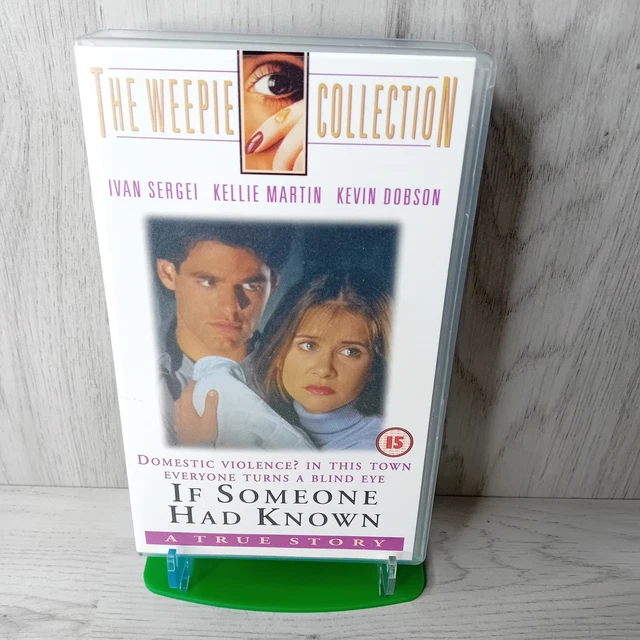 THE WEEPIE COLLECTION
IVAN SERGEI KELLIE MARTIN KEVIN DOBSON
15
DOMESTIC VIOLENCE? IN THIS TOWN
EVERYONE TURNS A BLIND EYE
IF SOMEONE
HAD KNOWN
A TRUE STORY